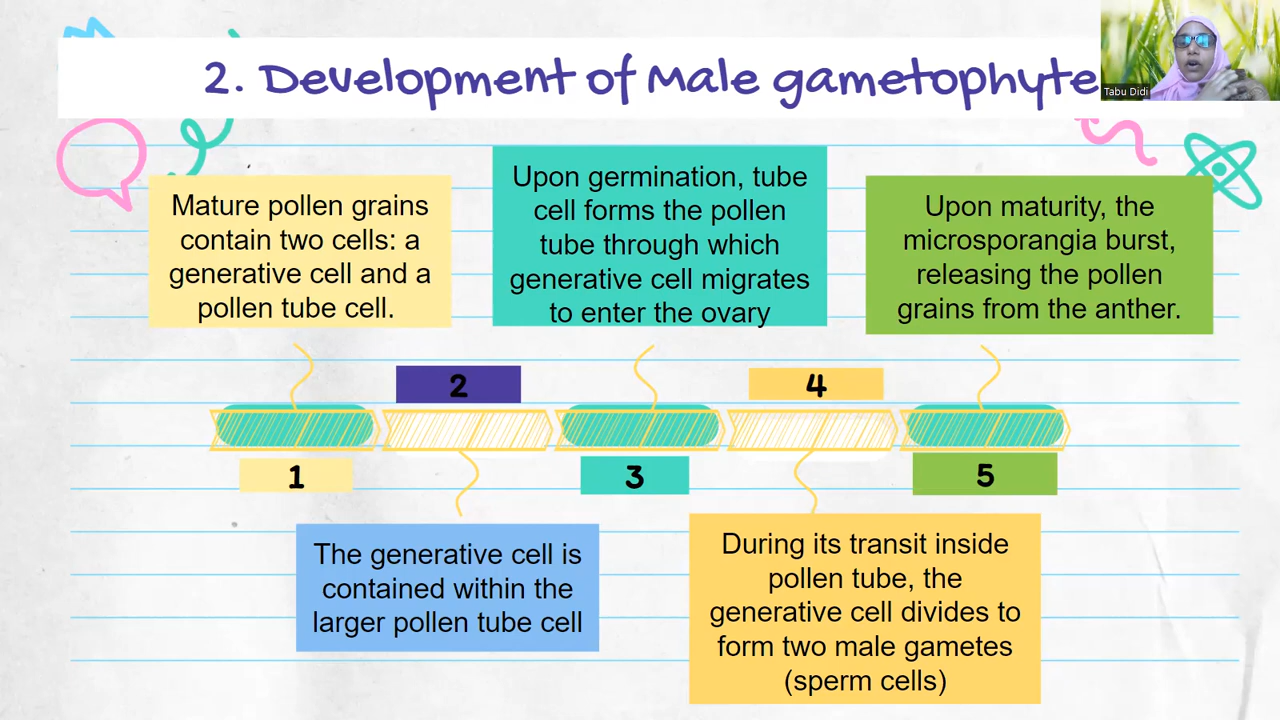 2. Development of Male gametophyte
Tabu Didi
Mature pollen grains
contain two cells: a
generative cell and a
pollen tube cell.
Upon germination, tube
cell forms the pollen
tube through which
generative cell migrates
to enter the ovary
Upon maturity, the
microsporangia burst,
releasing the pollen
grains from the anther.
2
4
1
3
5
The generative cell is
contained within the
larger pollen tube cell
During its transit inside
pollen tube, the
generative cell divides to
form two male gametes
(sperm cells)